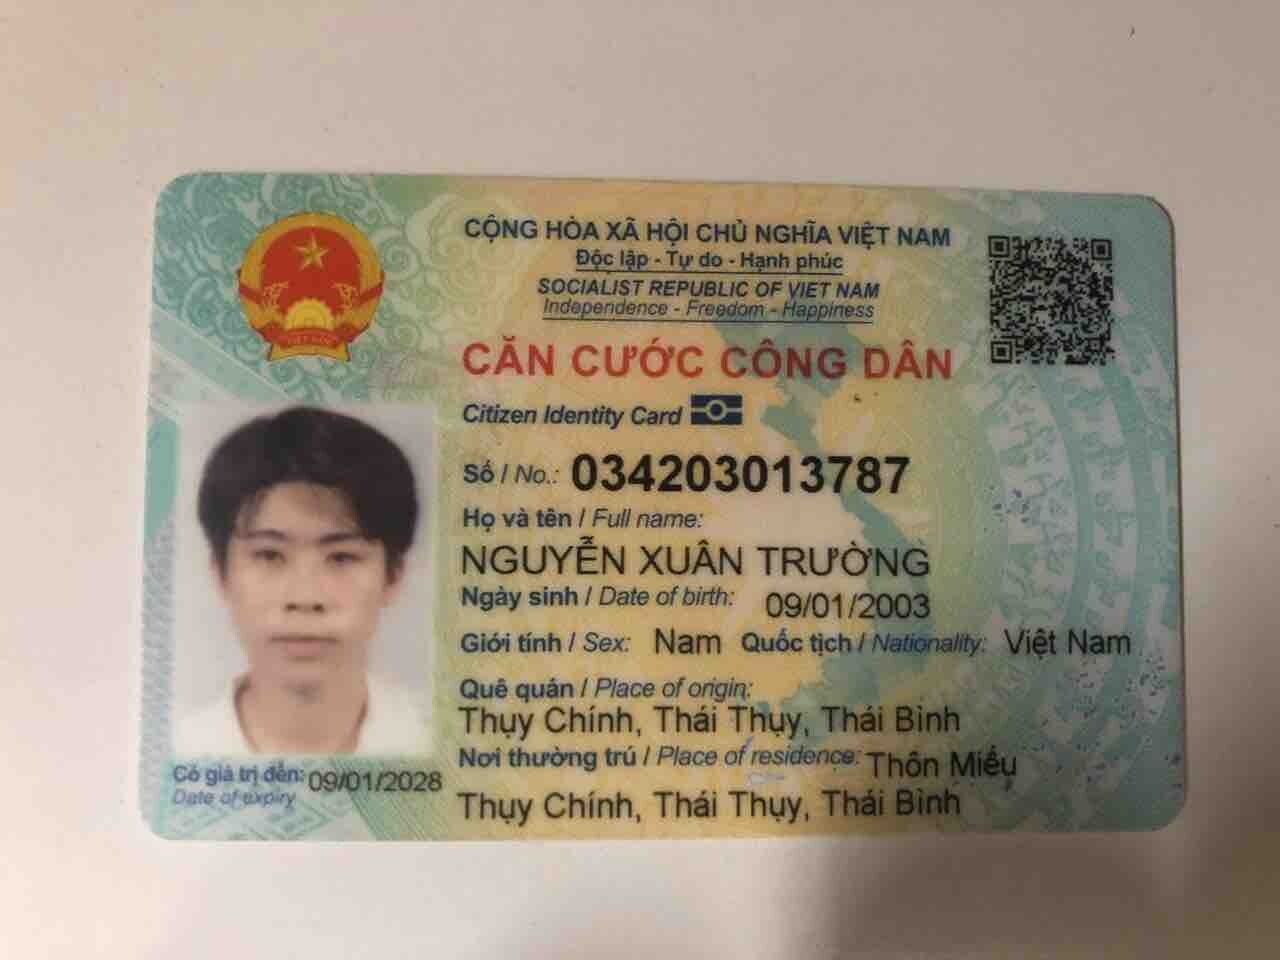 CỘNG HÒA XÃ HỘI CHỦ NGHĨA VIỆT NAM
Độc lập - Tự do - Hạnh phúc
SOCIALIST REPUBLIC OF VIET NAM
Independence - Freedom - Happiness
CĂN CƯỚC CÔNG DÂN
Citizen Identity Card
Số / No.: 034203013787
Họ và tên / Full name:
NGUYỄN XUÂN TRƯỜNG
Ngày sinh / Date of birth: 09/01/2003
Giới tính / Sex: Nam Quốc tịch / Nationality: Việt Nam
Quê quán / Place of origin:
Thụy Chính, Thái Thụy, Thái Bình
Nơi thường trú / Place of residence: Thôn Miếu
Thụy Chính, Thái Thụy, Thái Bình
Có giá trị đến: 09/01/2028
Date of expiry